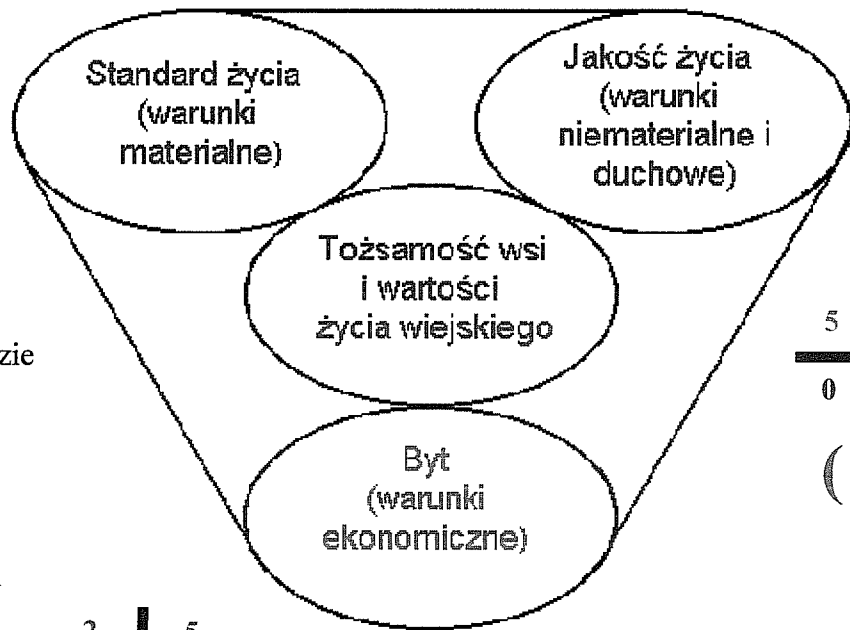 Standard życia
(warunki
materialne)
Jakość życia
(warunki
niematerialne i
duchowe)
Tożsamość wsi
i wartości
życia wiejskiego
zie
5
0
(
Byt
(warunki
ekonomiczne)